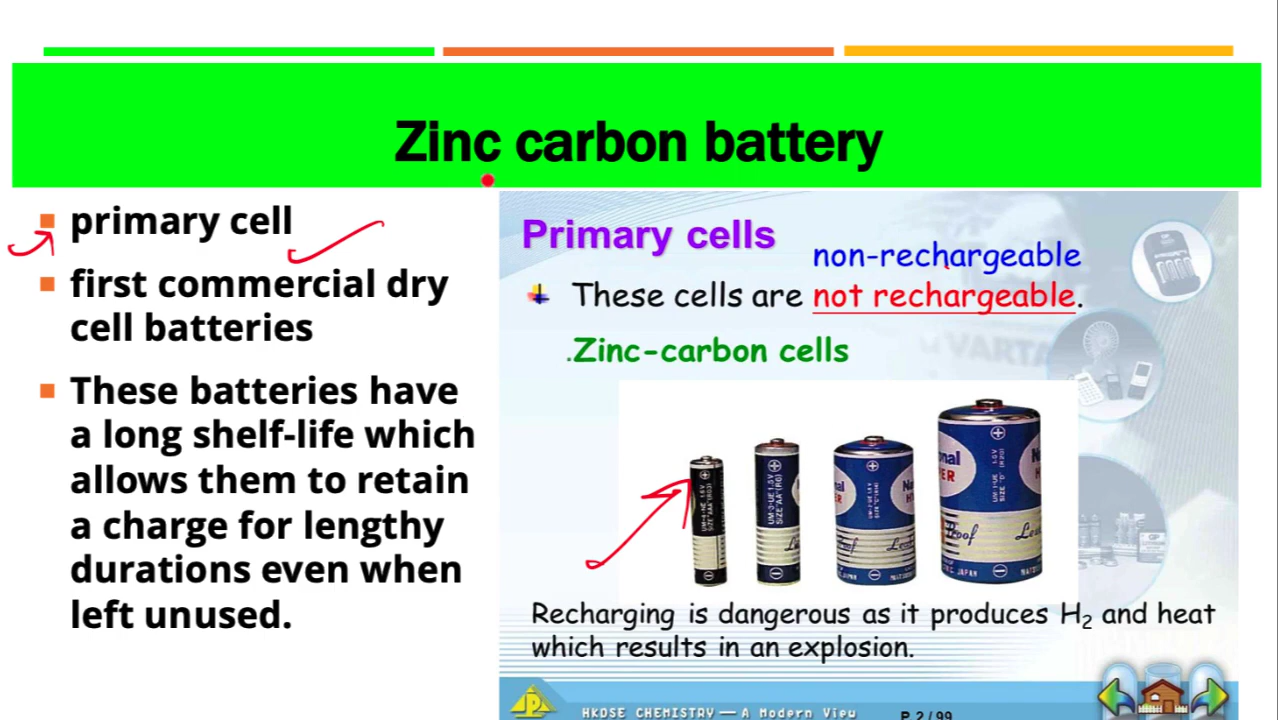 Zinc carbon battery
primary cell
first commercial dry
cell batteries
These batteries have
a long shelf-life which
allows them to retain
a charge for lengthy
durations even when
left unused.
Primary cells
non-rechargeable
These cells are not rechargeable.
.Zinc-carbon cells
VARTA
Recharging is dangerous as it produces H₂ and heat
which results in an explosion.
HKDSE CHEMISTRY — A Modern View
P. 2 / 99